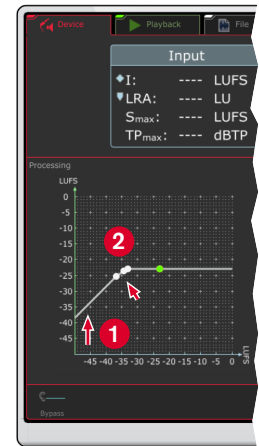 Device Playback File
Input
I: ---- LUFS
LRA: ---- LU
Smax: ---- LUFS
TPmax: ---- dBTP
Processing
LUFS
0
-5
-10
-15
-20
-25
-30
-35
-40
-45
2
1
-45 -40 -35 -30 -25 -20 -15 -10 -5 0
LUFS
Bypass